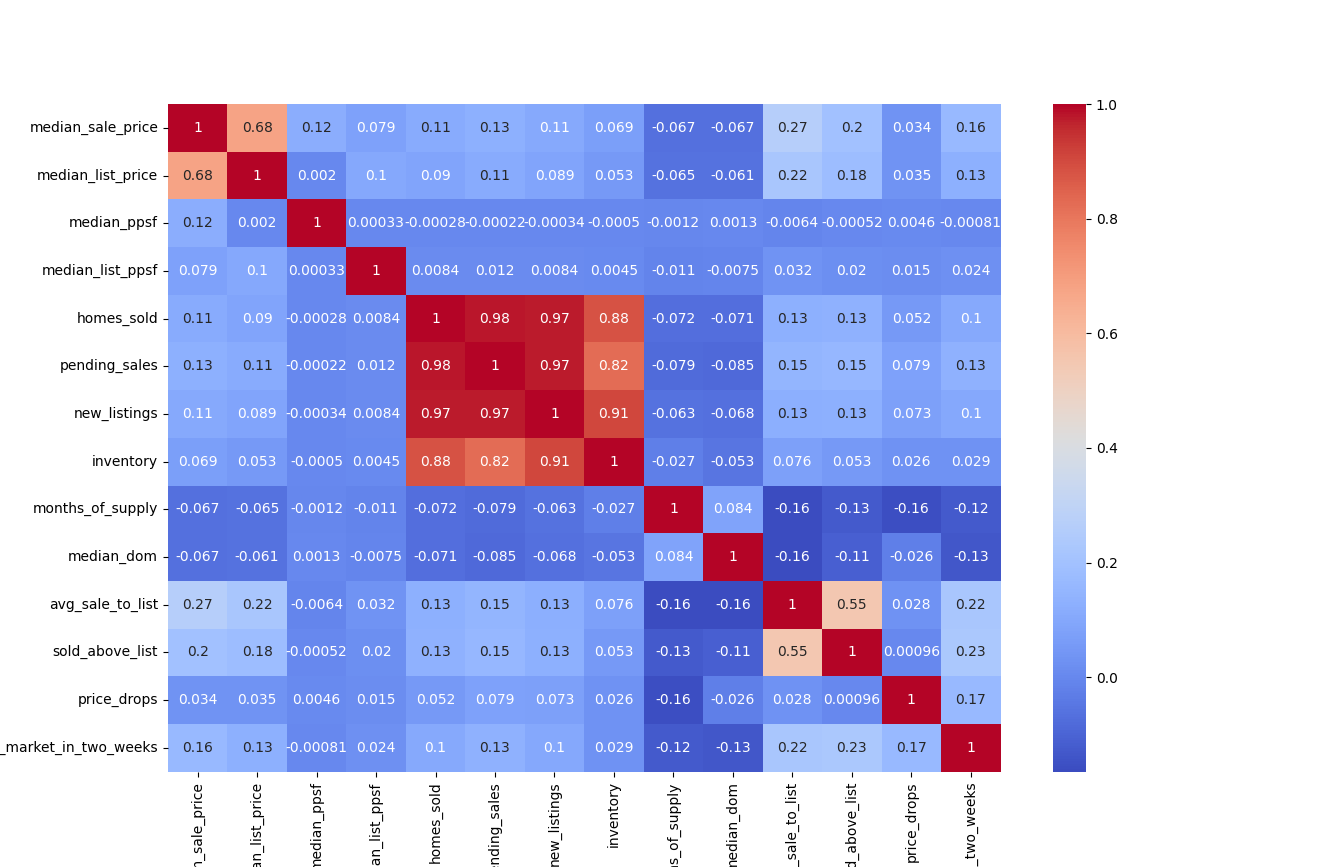 median_sale_price 1 0.68 0.12 0.079 0.11 0.13 0.11 0.069 -0.067 -0.067 0.27 0.2 0.034 0.16
median_list_price 0.68 1 0.002 0.1 0.09 0.11 0.089 0.053 -0.065 -0.061 0.22 0.18 0.035 0.13
median_ppsf 0.12 0.002 1 0.00033 -0.00028 -0.00022 -0.00034 -0.0005 -0.0012 0.0013 -0.0064 -0.00052 0.0046 -0.00081
median_list_ppsf 0.079 0.1 0.00033 1 0.0084 0.012 0.0084 0.0045 -0.011 -0.0075 0.032 0.02 0.015 0.024
homes_sold 0.11 0.09 -0.00028 0.0084 1 0.98 0.97 0.88 -0.072 -0.071 0.13 0.13 0.052 0.1
pending_sales 0.13 0.11 -0.00022 0.012 0.98 1 0.97 0.82 -0.079 -0.085 0.15 0.15 0.079 0.13
new_listings 0.11 0.089 -0.00034 0.0084 0.97 0.97 1 0.91 -0.063 -0.068 0.13 0.13 0.073 0.1
inventory 0.069 0.053 -0.0005 0.0045 0.88 0.82 0.91 1 -0.027 -0.053 0.076 0.053 0.026 0.029
months_of_supply -0.067 -0.065 -0.0012 -0.011 -0.072 -0.079 -0.063 -0.027 1 0.084 -0.16 -0.13 -0.16 -0.12
median_dom -0.067 -0.061 0.0013 -0.0075 -0.071 -0.085 -0.068 -0.053 0.084 1 -0.16 -0.11 -0.026 -0.13
avg_sale_to_list 0.27 0.22 -0.0064 0.032 0.13 0.15 0.13 0.076 -0.16 -0.16 1 0.55 0.028 0.22
sold_above_list 0.2 0.18 -0.00052 0.02 0.13 0.15 0.13 0.053 -0.13 -0.11 0.55 1 0.00096 0.23
price_drops 0.034 0.035 0.0046 0.015 0.052 0.079 0.073 0.026 -0.16 -0.026 0.028 0.00096 1 0.17
_market_in_two_weeks 0.16 0.13 -0.00081 0.024 0.1 0.13 0.1 0.029 -0.12 -0.13 0.22 0.23 0.17 1
n_sale_price
an_list_price
median_ppsf
an_list_ppsf
homes_sold
ending_sales
new_listings
inventory
s_of_supply
median_dom
_sale_to_list
d_above_list
price_drops
_two_weeks
1.0
0.8
0.6
0.4
0.2
0.0